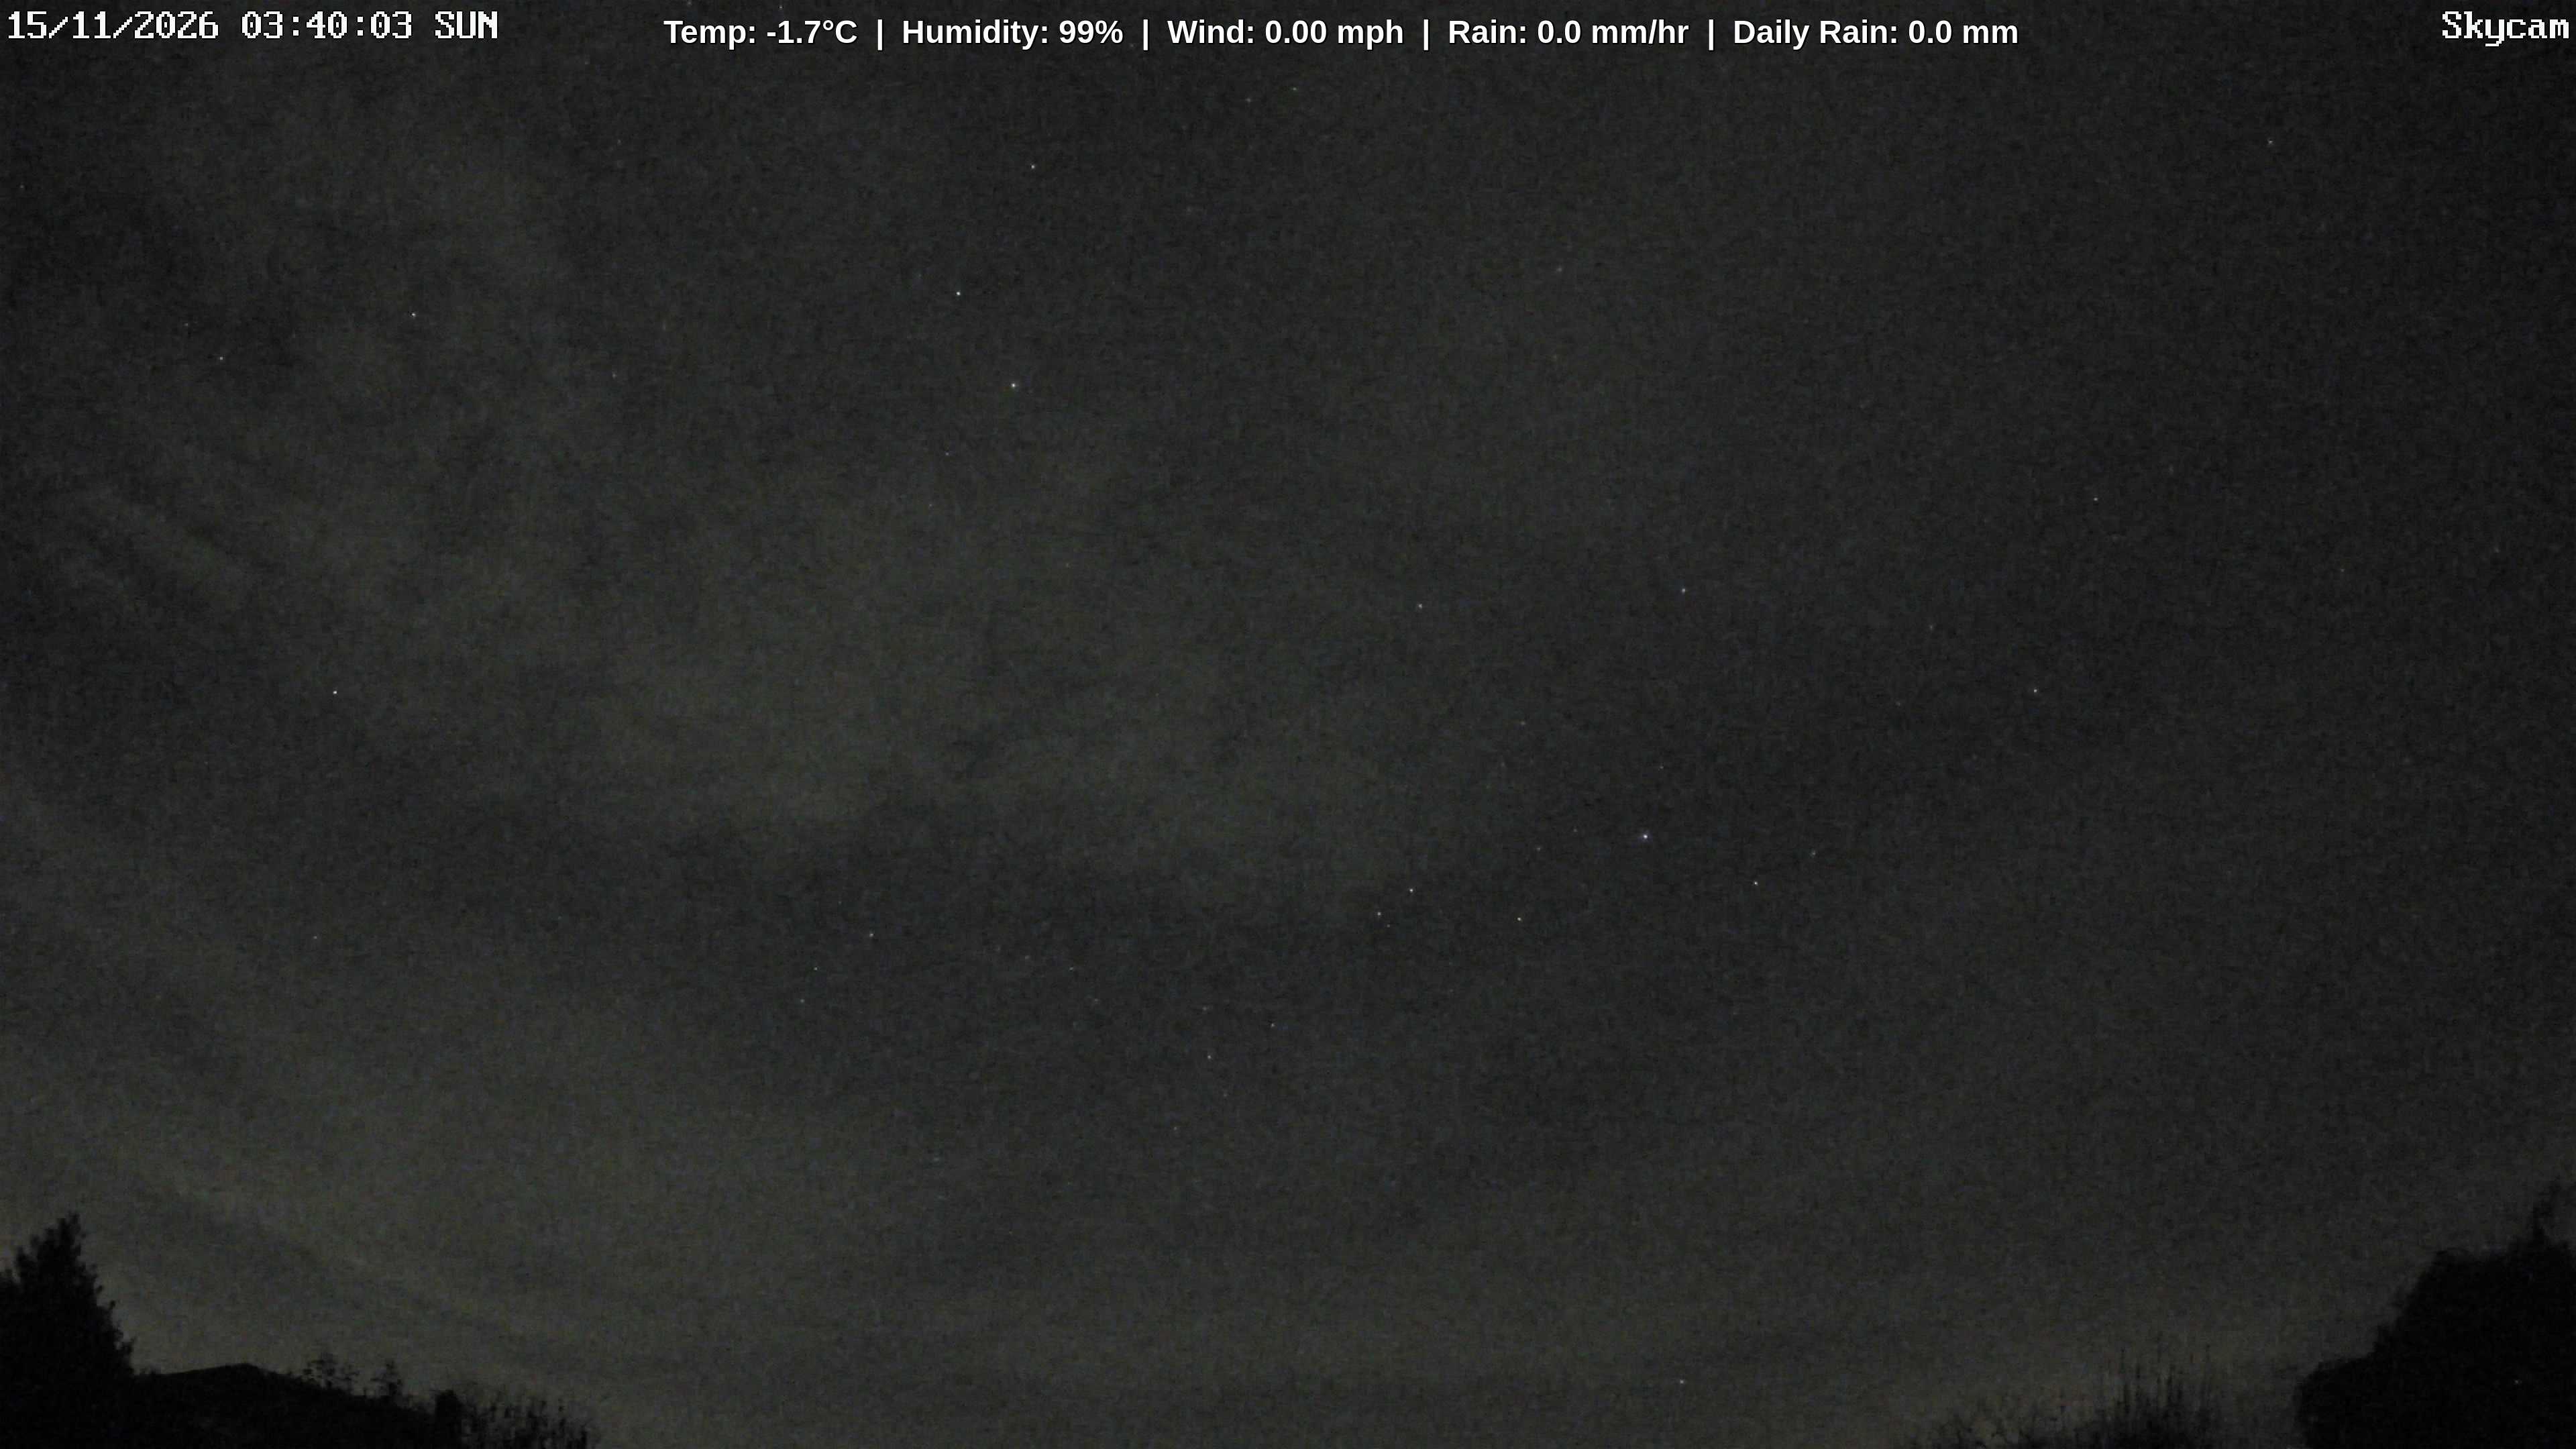 15/11/2026 03:40:03 SUN
Temp: -1.7°C | Humidity: 99% | Wind: 0.00 mph | Rain: 0.0 mm/hr | Daily Rain: 0.0 mm
Skycam